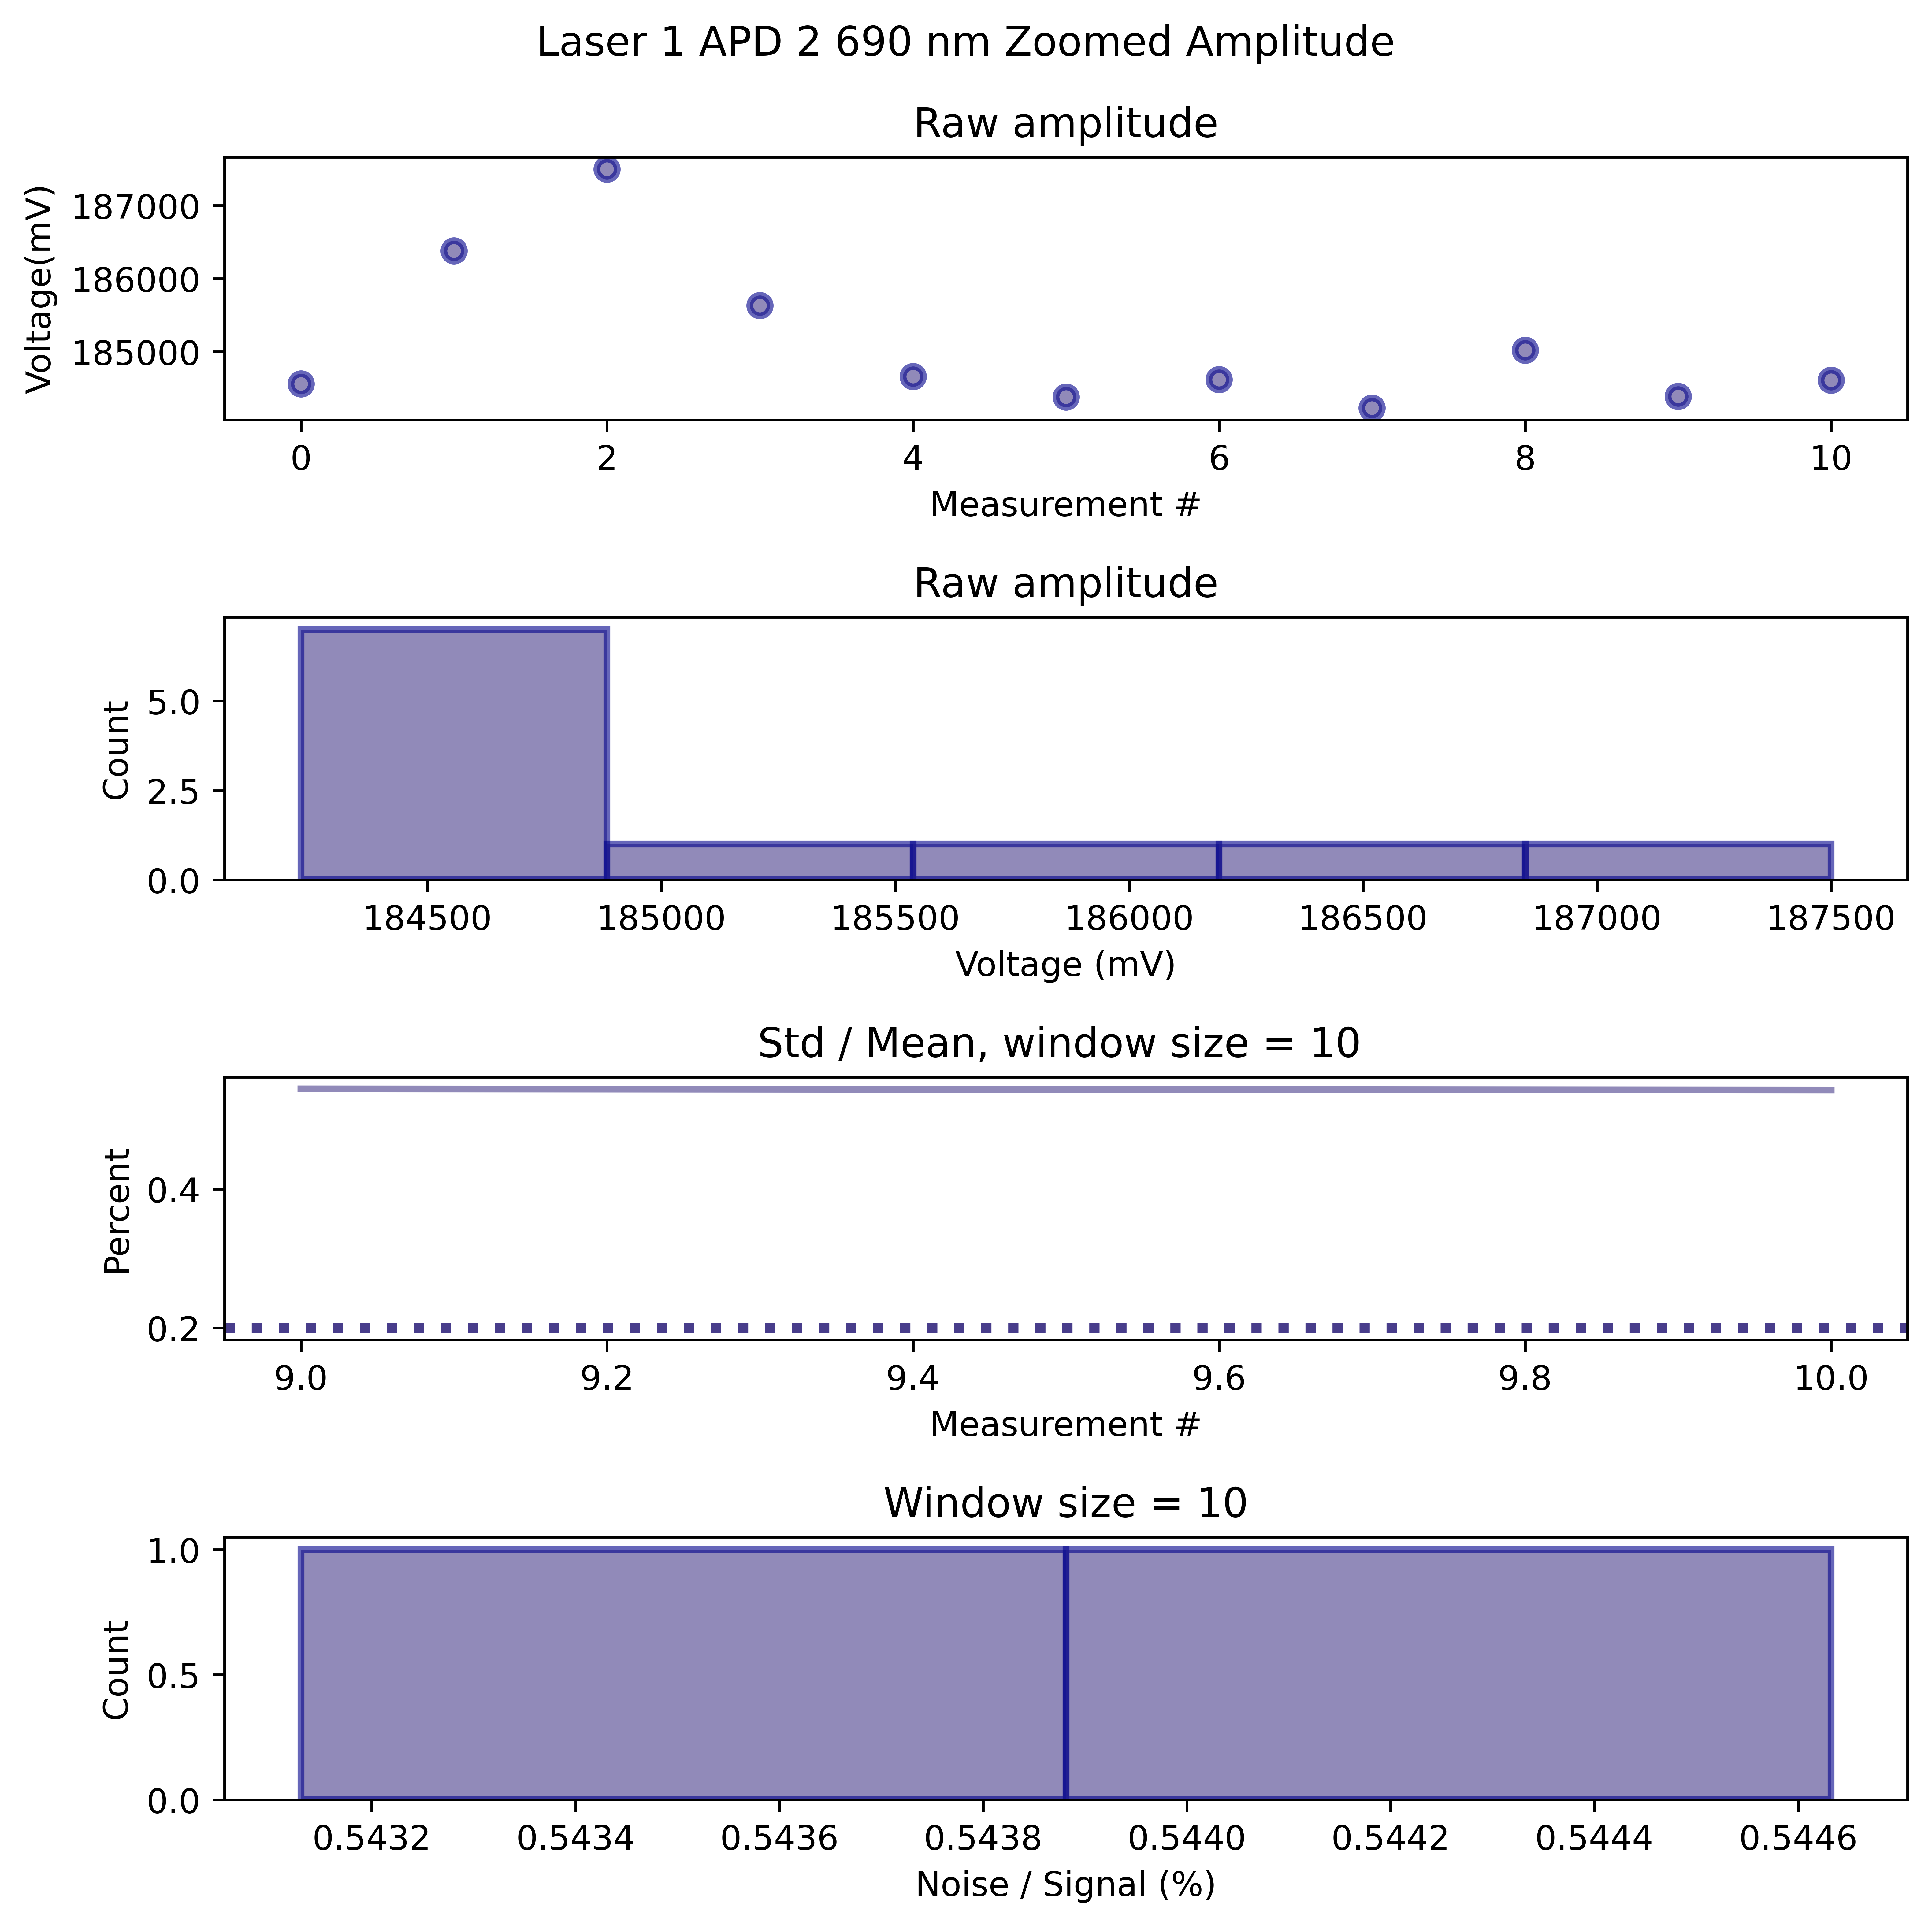 Laser 1 APD 2 690 nm Zoomed Amplitude
Raw amplitude
Voltage(mV)
187000
186000
185000
0 2 4 6 8 10
Measurement #
Raw amplitude
Count
5.0
2.5
0.0
184500 185000 185500 186000 186500 187000 187500
Voltage (mV)
Std / Mean, window size = 10
Percent
0.4
0.2
9.0 9.2 9.4 9.6 9.8 10.0
Measurement #
Window size = 10
Count
1.0
0.5
0.0
0.5432 0.5434 0.5436 0.5438 0.5440 0.5442 0.5444 0.5446
Noise / Signal (%)